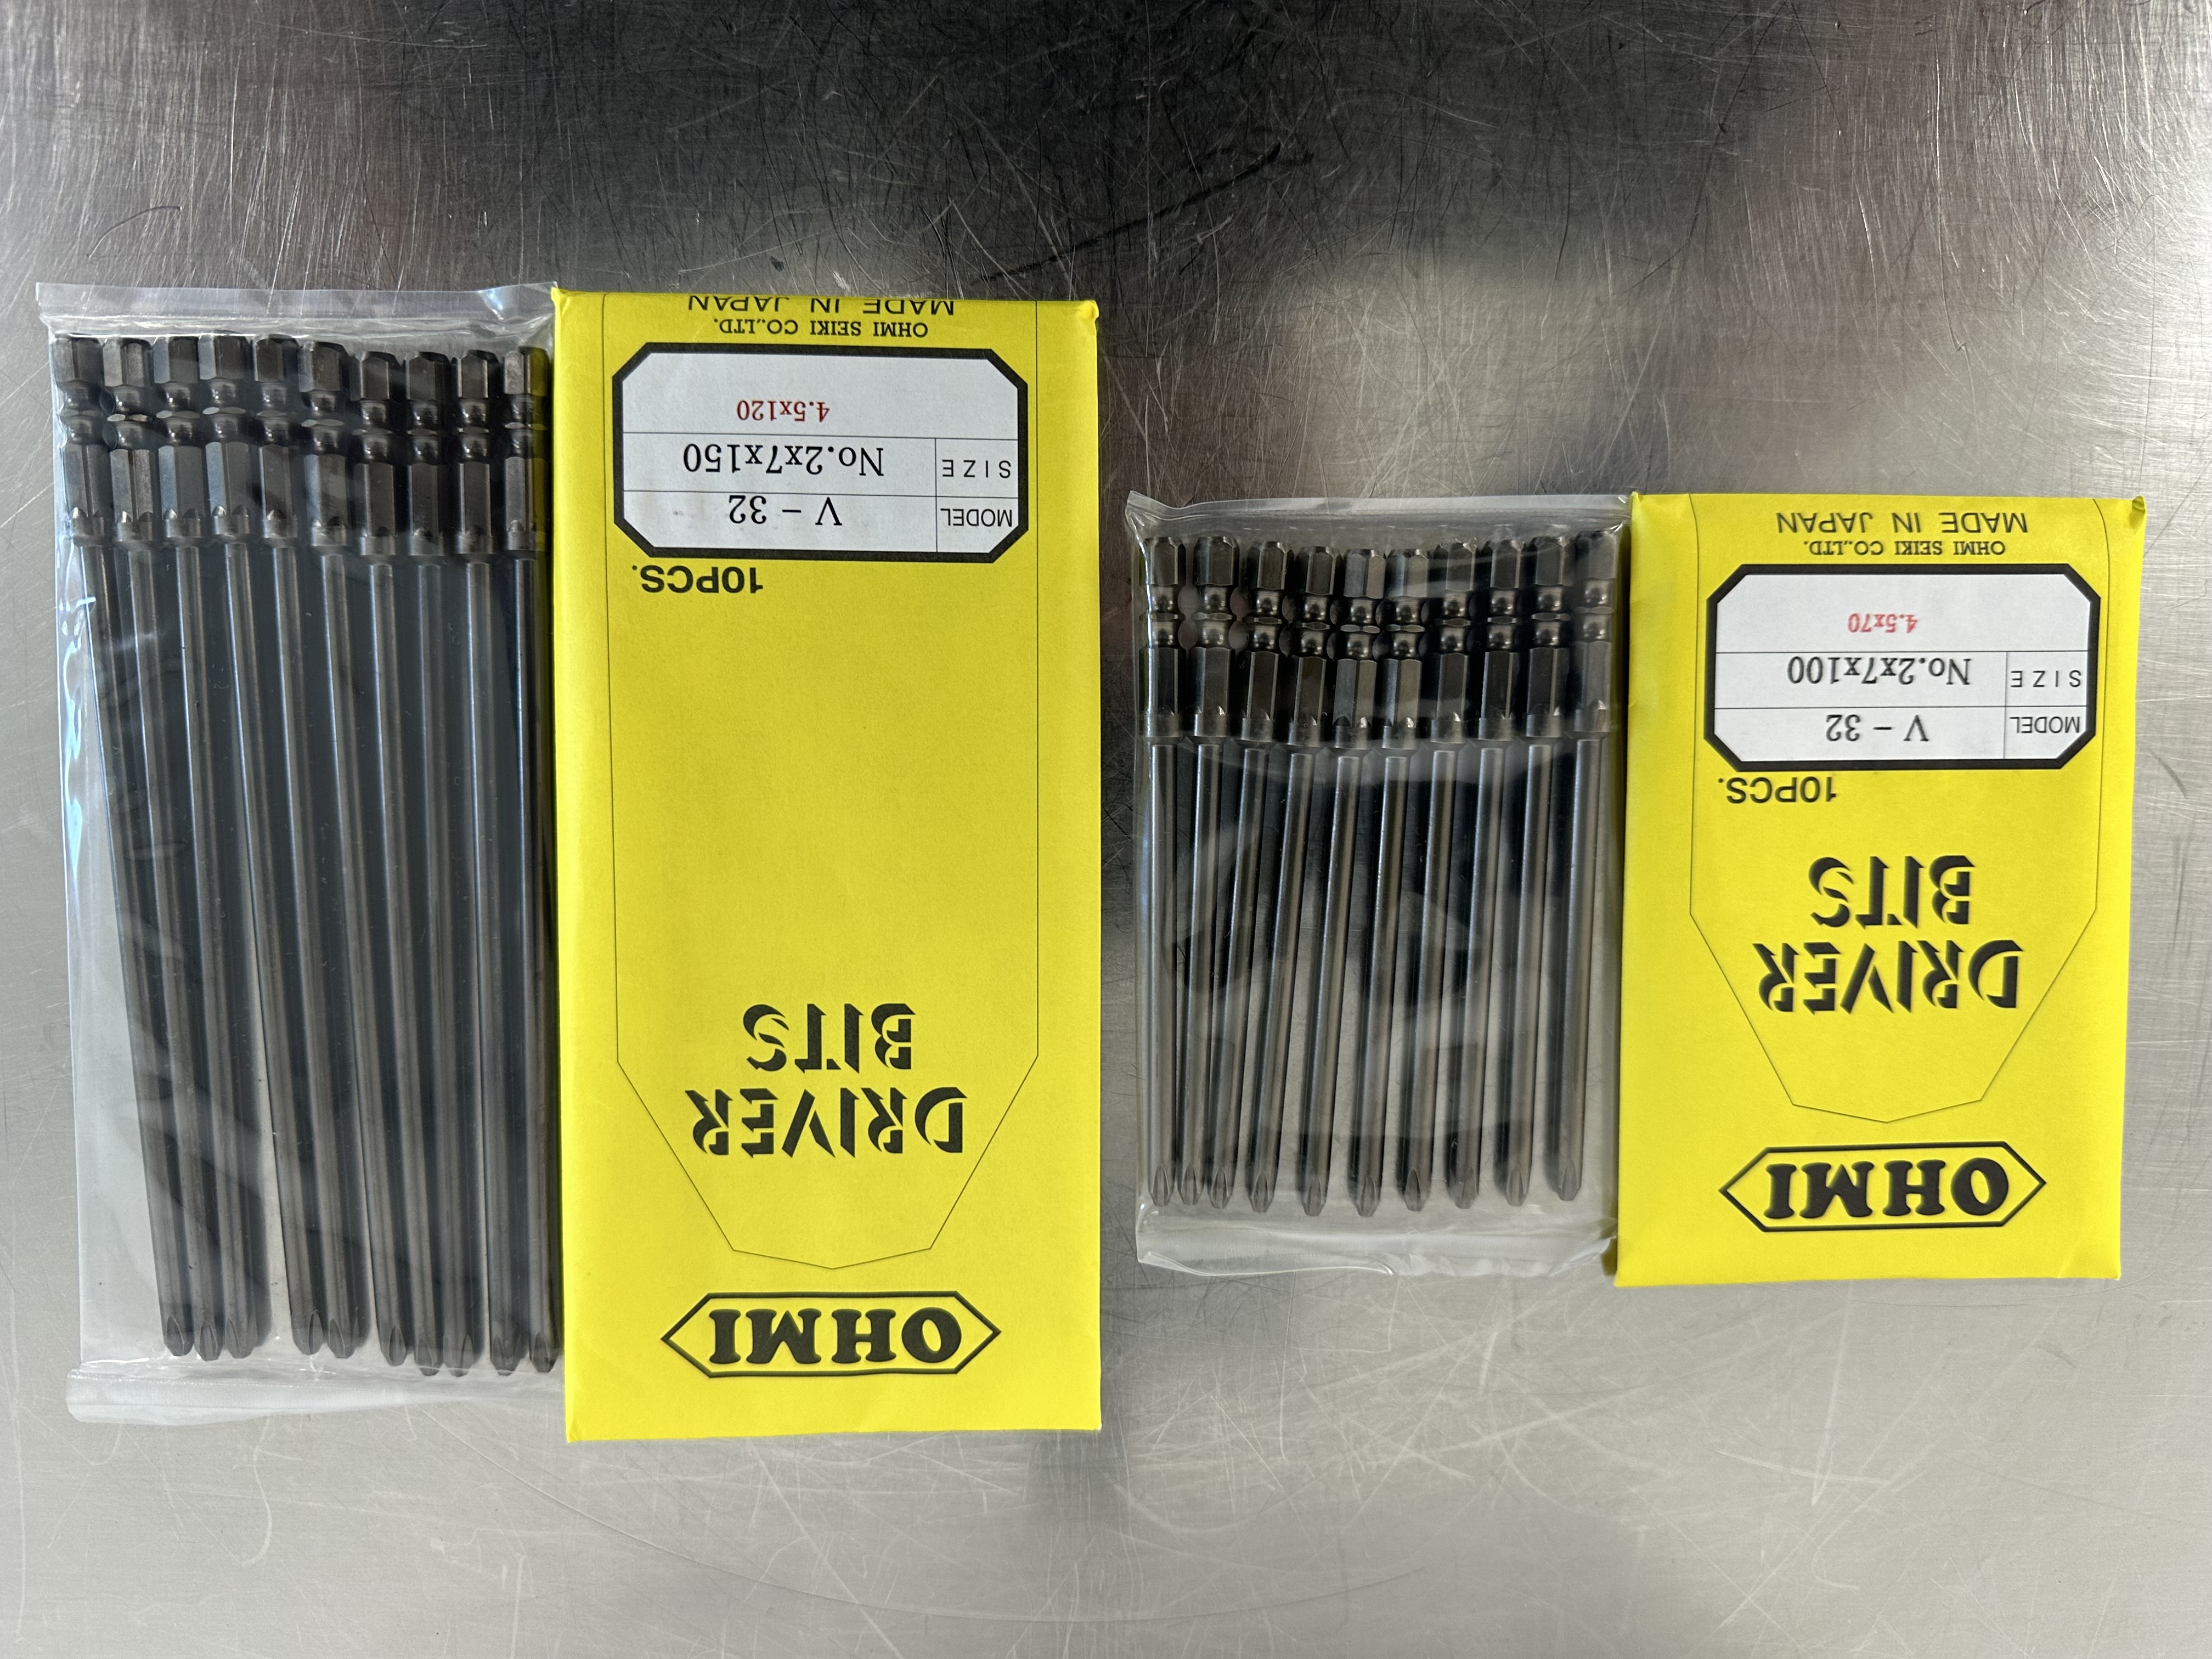 OHMI
DRIVER
BITS
10PCS.
MODEL V - 32
SIZE No.2x7x100
4.5x70
OHMI SEIKI CO.,LTD.
MADE IN JAPAN
OHMI
DRIVER
BITS
10PCS.
MODEL V - 32
SIZE No.2x7x150
4.5x120
OHMI SEIKI CO.,LTD.
MADE IN JAPAN